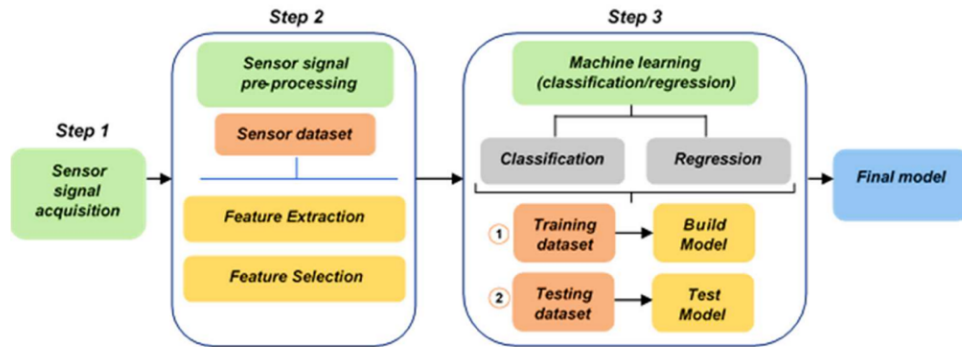 Step 1
Sensor
signal
acquisition
Step 2
Sensor signal
pre-processing
Sensor dataset
Feature Extraction
Feature Selection
Step 3
Machine learning
(classification/regression)
Classification
Regression
1
Training
dataset
Build
Model
2
Testing
dataset
Test
Model
Final model